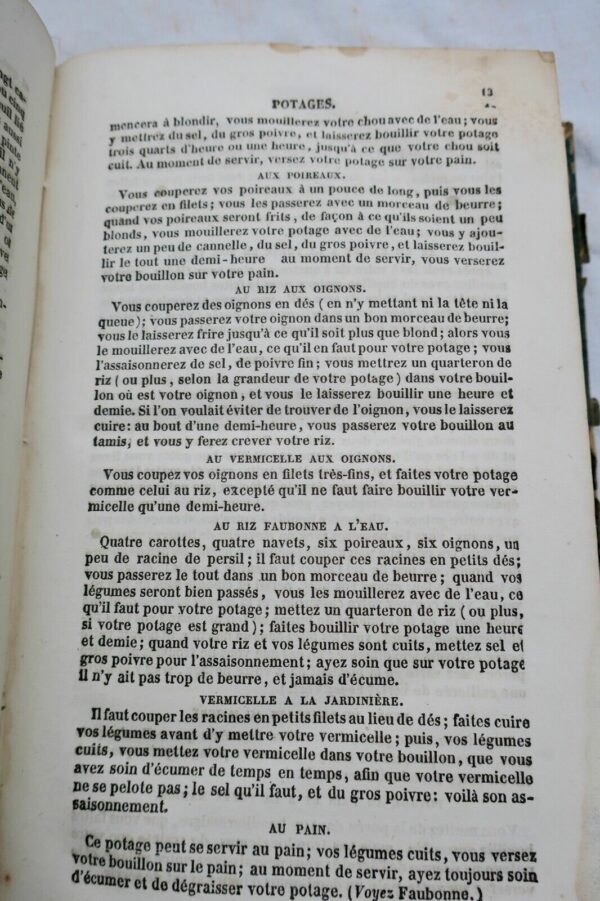 13
POTAGES.
mencera à blondir, vous mouillerez votre chou avec de l'eau; vous
y mettrez du sel, du gros poivre, et laisserez bouillir votre potage
trois quarts d'heure ou une heure, jusqu'à ce que votre chou soit
cuit. Au moment de servir, versez votre potage sur votre pain.
AUX POIREAUX.
Vous couperez vos poireaux à un pouce de long, puis vous les
couperez en filets; vous les passerez avec un morceau de beurre;
quand vos poireaux seront frits, de façon à ce qu'ils soient un peu
blonds, vous mouillerez votre potage avec de l'eau; vous y ajou-
terez un peu de cannelle, du sel, du gros poivre, et laisserez bouil-
lir le tout une demi-heure au moment de servir, vous verserez
votre bouillon sur votre pain.
AU RIZ AUX OIGNONS.
Vous couperez des oignons en dés (en n'y mettant ni la tête ni la
queue); vous passerez votre oignon dans un bon morceau de beurre;
vous le laisserez frire jusqu'à ce qu'il soit plus que blond; alors vous
le mouillerez avec de l'eau, ce qu'il en faut pour votre potage; vous
l'assaisonnerez de sel, de poivre fin; vous mettrez un quarteron de
riz (ou plus, selon la grandeur de votre potage) dans votre bouil-
lon où est votre oignon, et vous le laisserez bouillir une heure et
demie. Si l'on voulait éviter de trouver de l'oignon, vous le laisserez
cuire: au bout d'une demi-heure, vous passerez votre bouillon au
tamis, et vous y ferez crever votre riz.
AU VERMICELLE AUX OIGNONS.
Vous coupez vos oignons en filets très-fins, et faites votre potage
comme celui au riz, excepté qu'il ne faut faire bouillir votre ver-
micelle qu'une demi-heure.
AU RIZ FAUBONNE A L'EAU.
Quatre carottes, quatre navets, six poireaux, six oignons, un
peu de racine de persil; il faut couper ces racines en petits dés;
vous passerez le tout dans un bon morceau de beurre; quand vos
légumes seront bien passés, vous les mouillerez avec de l'eau, ce
qu'il faut pour votre potage; mettez un quarteron de riz (ou plus,
si votre potage est grand); faites bouillir votre potage une heure
et demie; quand votre riz et vos légumes sont cuits, mettez sel et
gros poivre pour l'assaisonnement; ayez soin que sur votre potage
il n'y ait pas trop de beurre, et jamais d'écume.
VERMICELLE A LA JARDINIÈRE.
Il faut couper les racines en petits filets au lieu de dés; faites cuire
vos légumes avant d'y mettre votre vermicelle; puis, vos légumes
cuits, vous mettez votre vermicelle dans votre bouillon, que vous
avez soin d'écumer de temps en temps, afin que votre vermicelle
ne se pelote pas; le sel qu'il faut, et du gros poivre: voilà son as-
saisonnement.
AU PAIN.
Ce potage peut se servir au pain; vos légumes cuits, vous versez
votre bouillon sur le pain; au moment de servir, ayez toujours soin
d'écumer et de dégraisser votre potage. (Voyez Faubonne.)